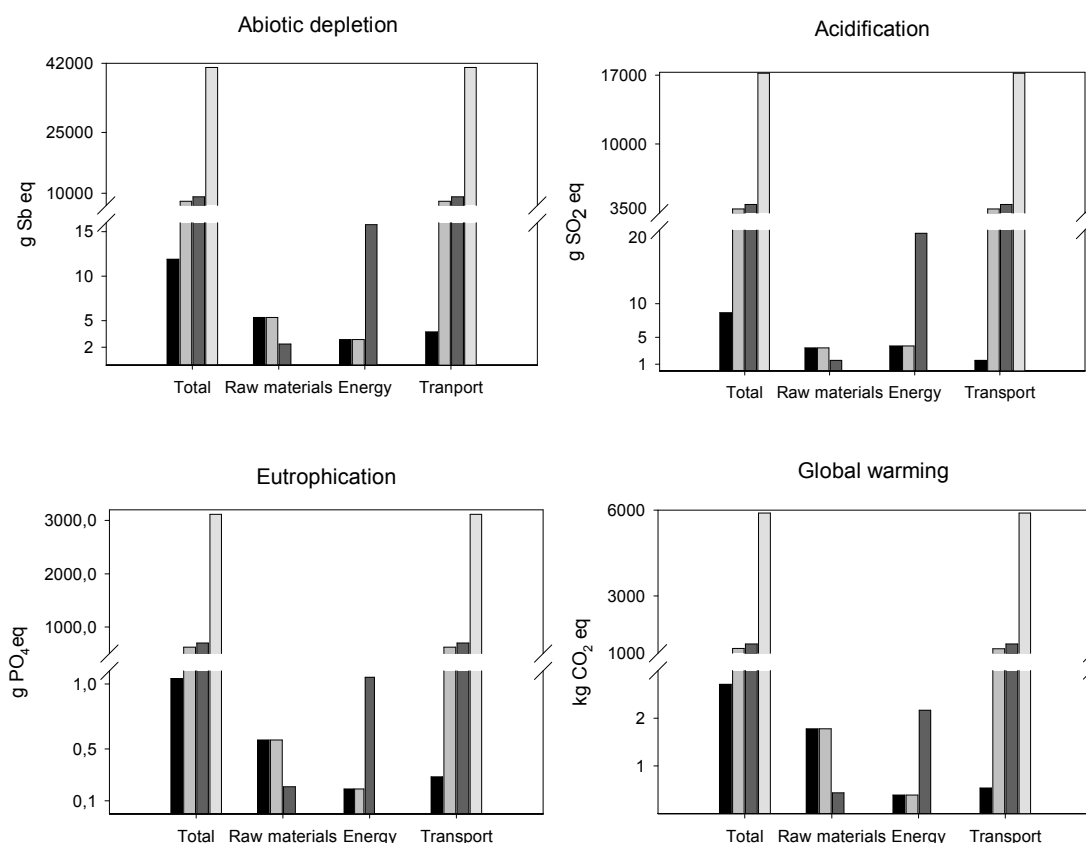 Abiotic depletion
42000
25000
10000
15
10
5
2
g Sb eq
Total Raw materials Energy Tranport
Acidification
17000
10000
3500
20
10
5
1
g SO2 eq
Total Raw materials Energy Transport
Eutrophication
3000,0
2000,0
1000,0
1,0
0,5
0,1
g PO4 eq
Total Raw materials Energy Transport
Global warming
6000
3000
1000
2
1
kg CO2 eq
Total Raw materials Energy Transport